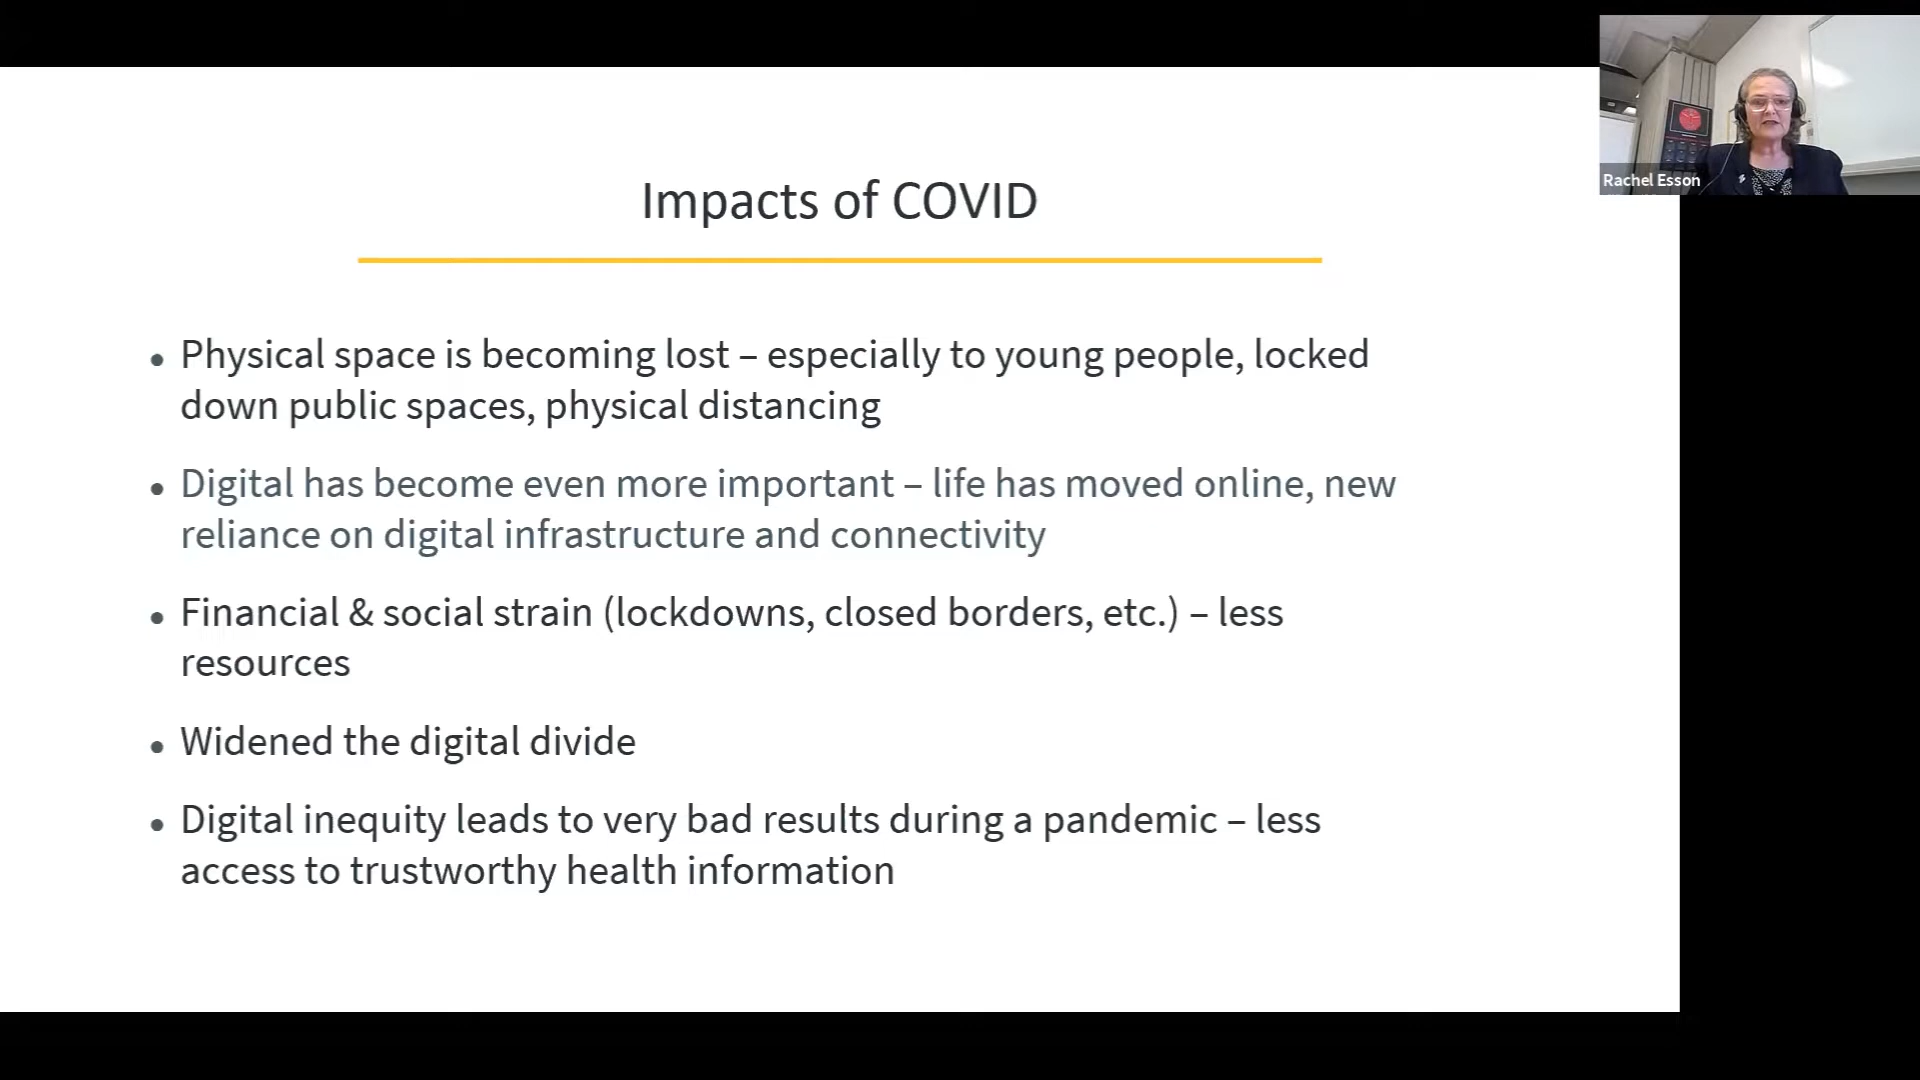 Rachel Esson
Impacts of COVID
• Physical space is becoming lost – especially to young people, locked
down public spaces, physical distancing
• Digital has become even more important – life has moved online, new
reliance on digital infrastructure and connectivity
• Financial & social strain (lockdowns, closed borders, etc.) – less
resources
• Widened the digital divide
• Digital inequity leads to very bad results during a pandemic – less
access to trustworthy health information